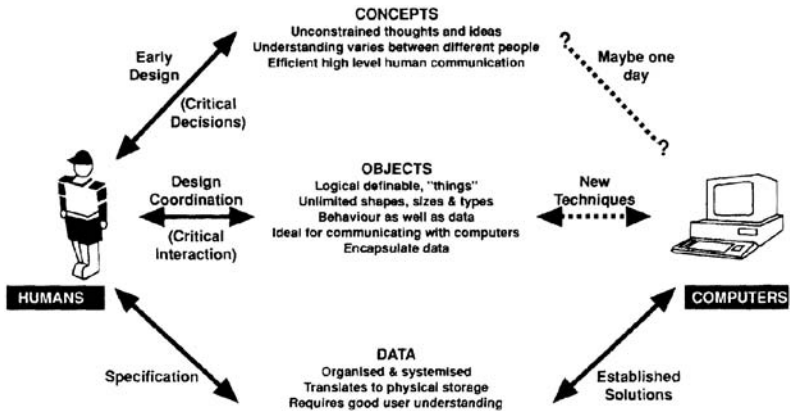 CONCEPTS
Unconstrained thoughts and ideas
Understanding varies between different people
Efficient high level human communication
Early
Design
(Critical
Decisions)
?
Maybe one
day
?
OBJECTS
Logical definable, "things"
Unlimited shapes, sizes & types
Behaviour as well as data
Ideal for communicating with computers
Encapsulate data
Design
Coordination
(Critical
Interaction)
New
Techniques
HUMANS
COMPUTERS
DATA
Organised & systemised
Translates to physical storage
Requires good user understanding
Specification
Established
Solutions